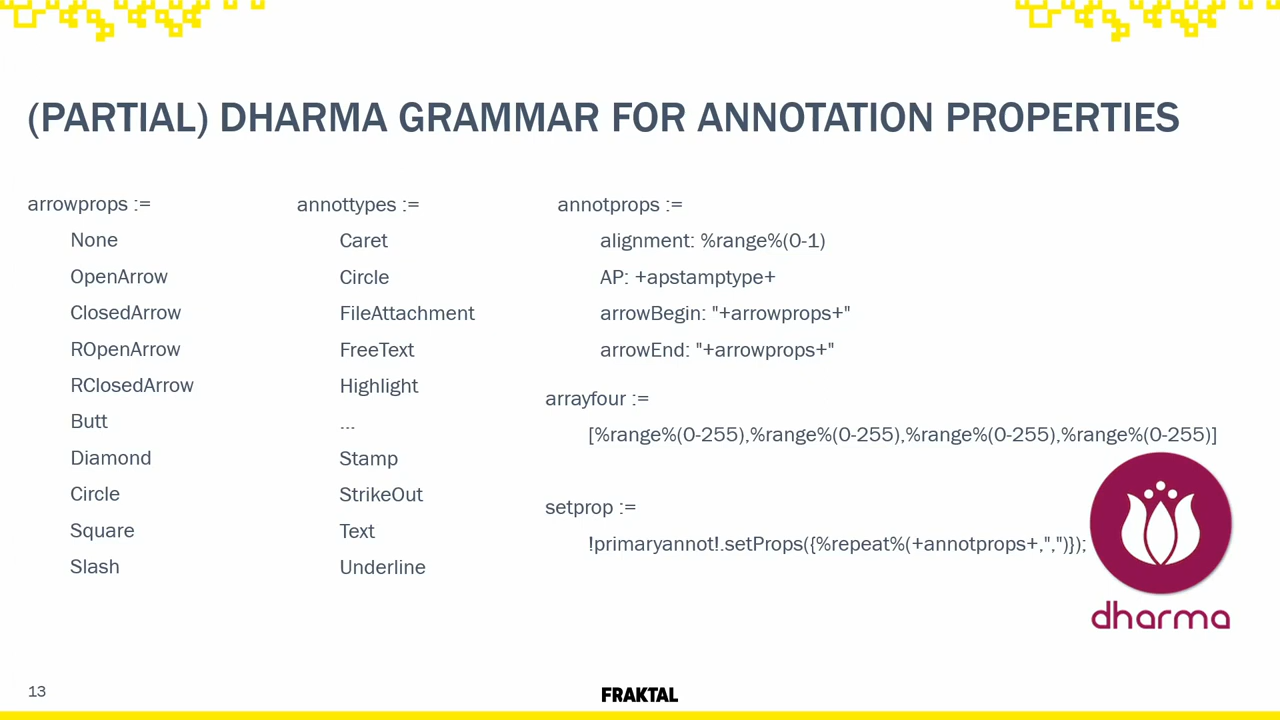 (PARTIAL) DHARMA GRAMMAR FOR ANNOTATION PROPERTIES
arrowprops :=
None
OpenArrow
ClosedArrow
ROpenArrow
RClosedArrow
Butt
Diamond
Circle
Square
Slash
annottypes :=
Caret
Circle
FileAttachment
FreeText
Highlight
...
Stamp
StrikeOut
Text
Underline
annotprops :=
alignment: %range%(0-1)
AP: +apstamptype+
arrowBegin: "+arrowprops+"
arrowEnd: "+arrowprops+"
arrayfour :=
[%range%(0-255),%range%(0-255),%range%(0-255),%range%(0-255)]
setprop :=
!primaryannot!.setProps({%repeat%(+annotprops+,",")});
dharma
13
FRAKTAL